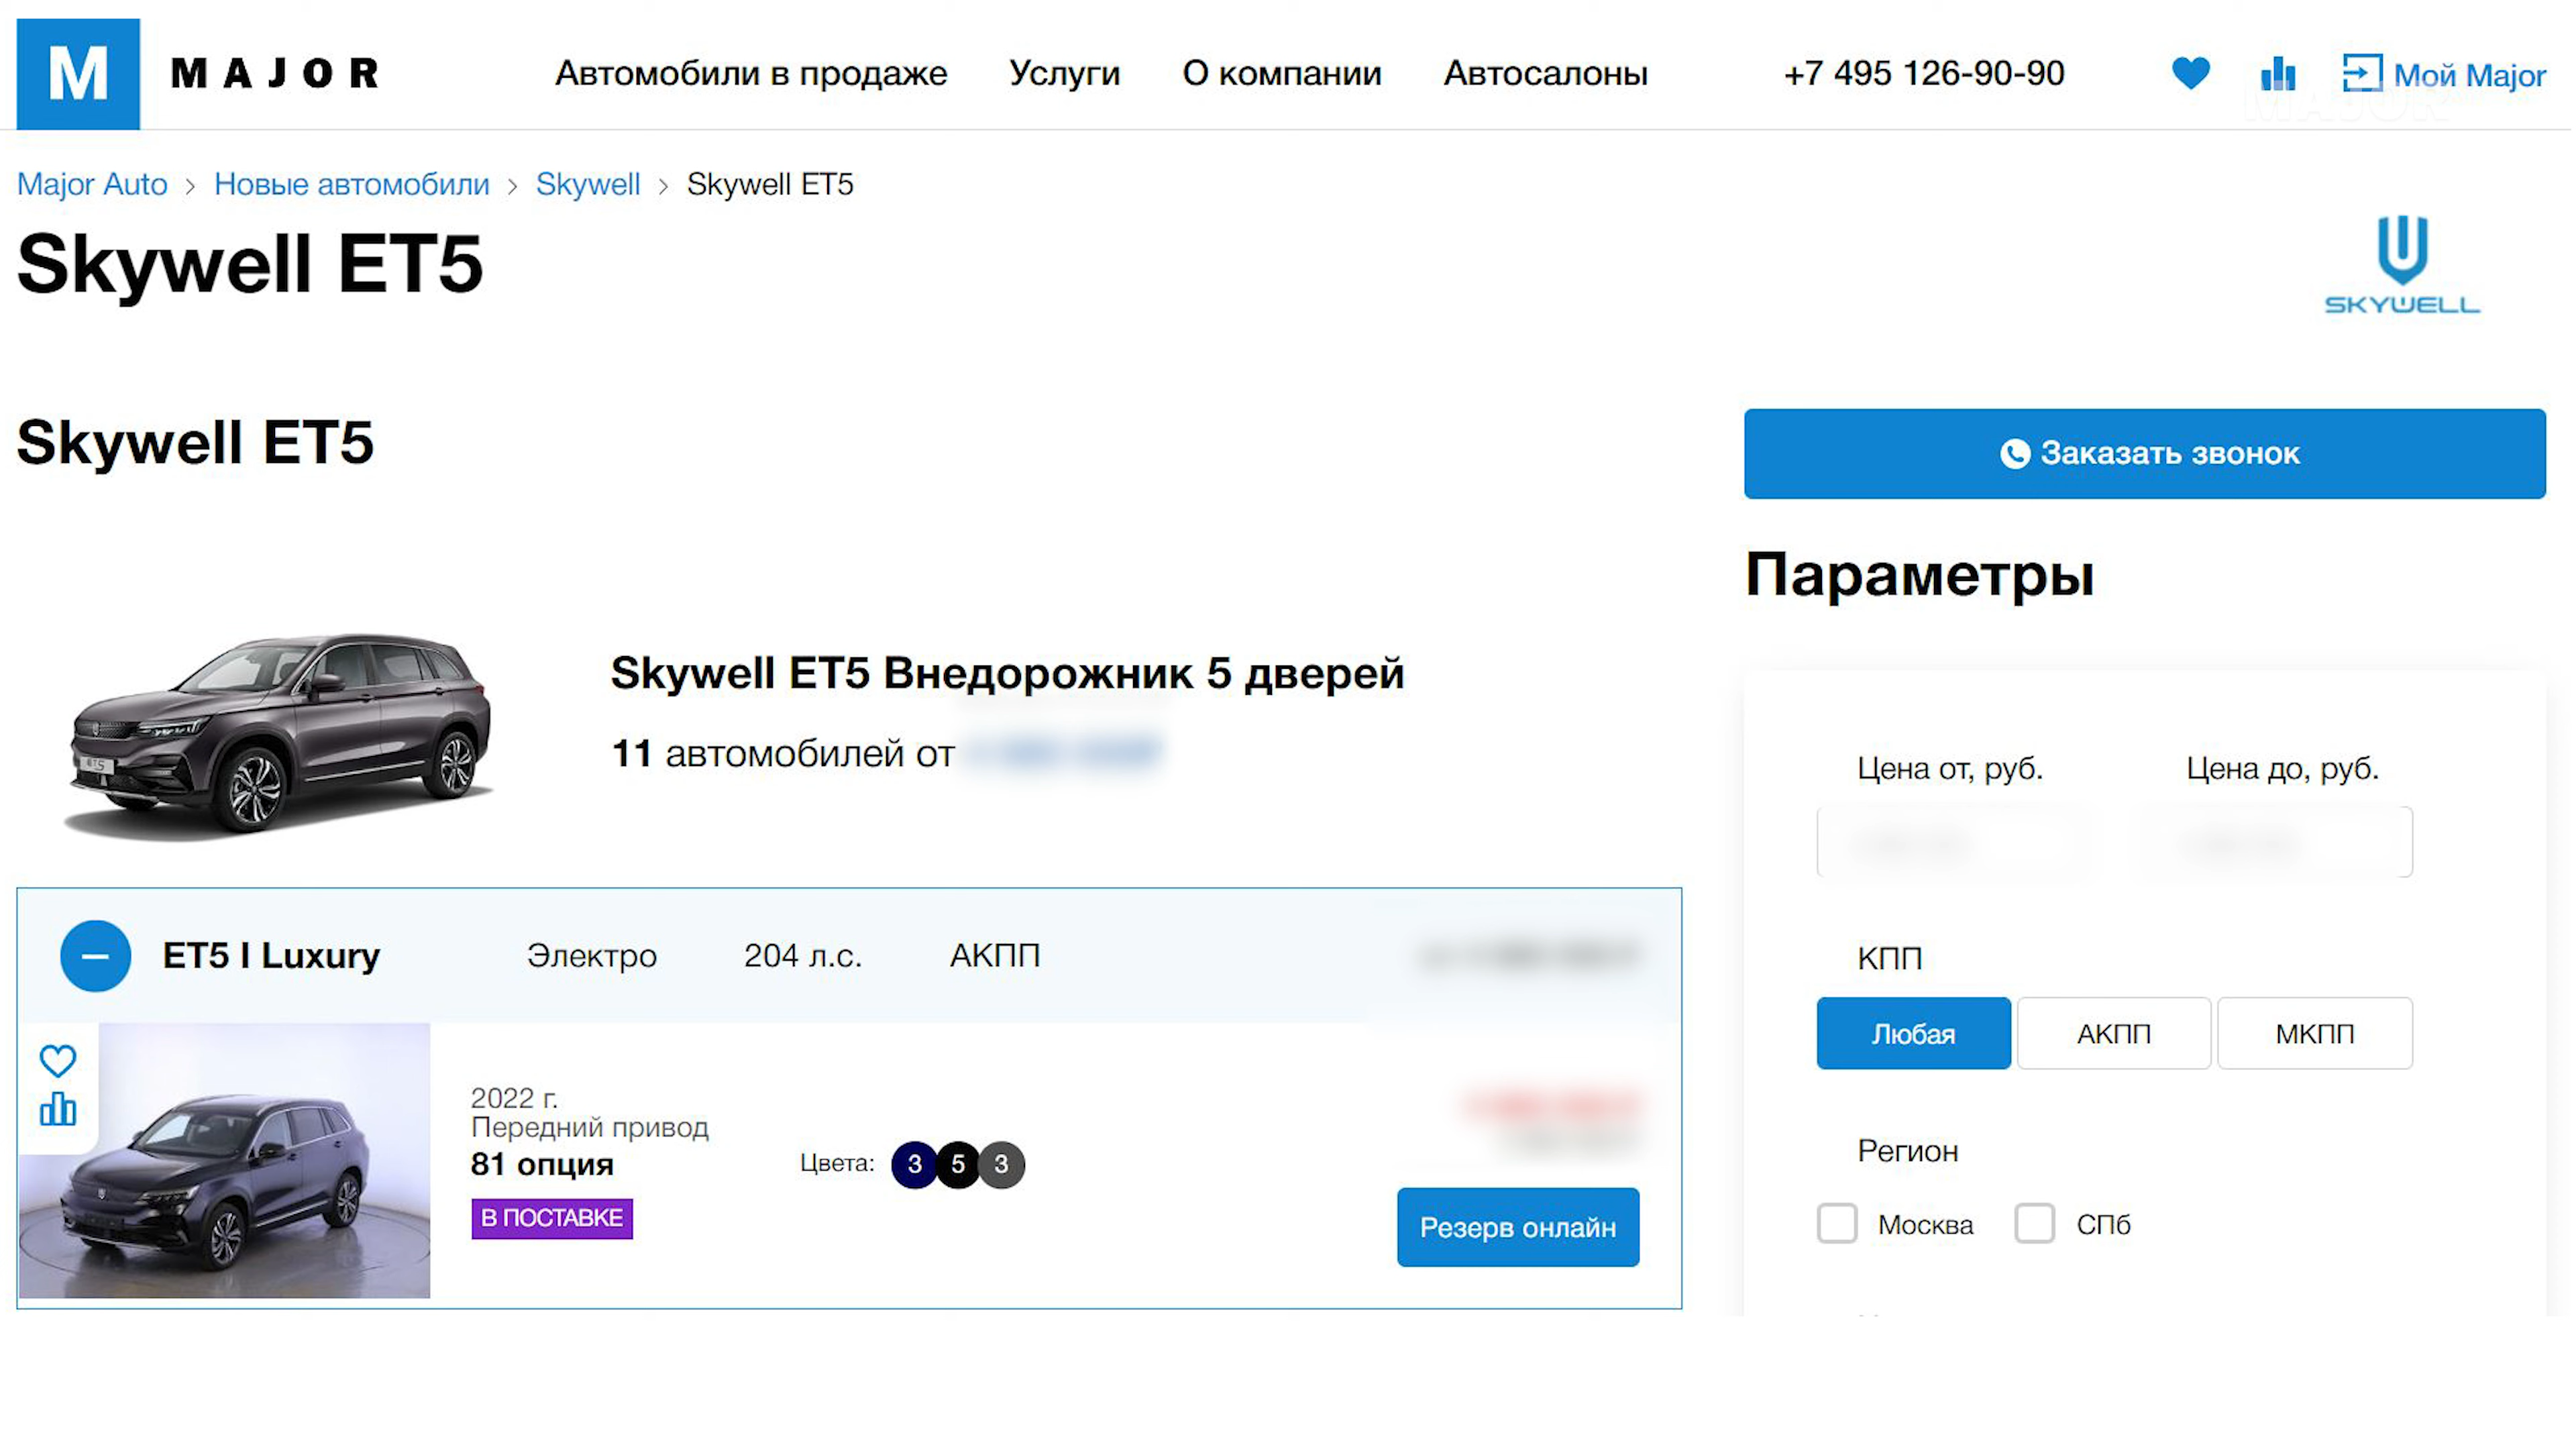 M MAJOR Автомобили в продаже Услуги О компании Автосалоны +7 495 126-90-90 Мой Major
Major Auto > Новые автомобили > Skywell > Skywell ET5
Skywell ET5
SKYWELL
Skywell ET5
Заказать звонок
Параметры
Skywell ET5 Внедорожник 5 дверей
11 автомобилей от
Цена от, руб. Цена до, руб.
ET5 I Luxury Электро 204 л.с. АКПП
КПП
Любая АКПП МКПП
2022 г.
Передний привод
81 опция
В ПОСТАВКЕ
Цвета: 3 5 3
Резерв онлайн
Регион
Москва СПб